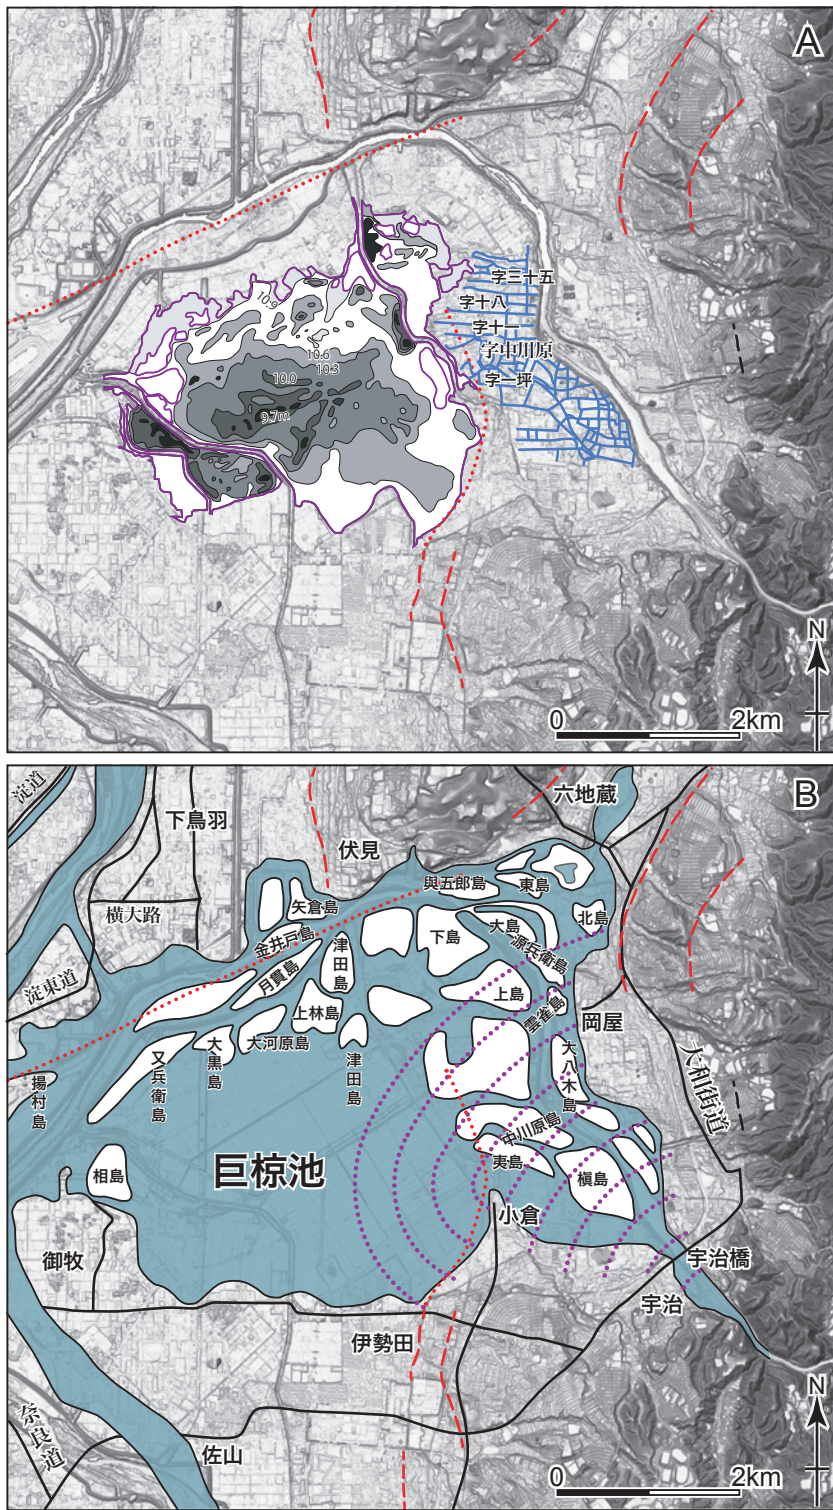 A
字三十五
字十八
字十一
字中川原
字一坪
10.9
10.6
10.3
10.0
9.7m
N
0
2km
B
淀道
下鳥羽
六地蔵
伏見
與五郎島
東島
横大路
矢倉島
北島
金井戸島
大島
下島
源兵衛島
津田島
淀東道
月貫島
上島
上林島
雲雀島
岡屋
大河原島
大黒島
又兵衛島
津田島
大八木島
大和街道
揚村島
中川原島
夷島
相島
巨椋池
槇島
小倉
御牧
宇治橋
宇治
伊勢田
奈良道
佐山
N
0
2km